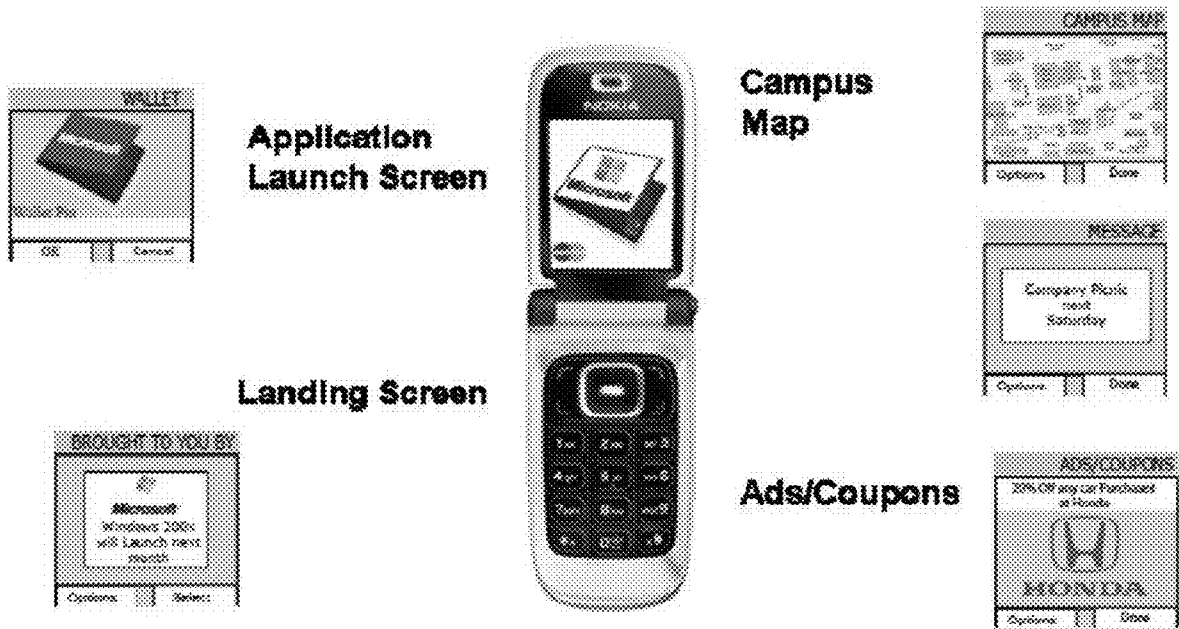 WALLET
OK
Cancel
Application
Launch Screen
Landing Screen
BROUGHT TO YOU BY
Microsoft
Windows 200x
will Launch next
month
Options
Select
NOKIA
Campus
Map
CAMPUS MAP
Options
Done
MESSAGE
Company Picnic
next
Saturday
Options
Done
Ads/Coupons
ADS/COUPONS
20% Off any car Purchased
at Honda
HONDA
Options
Done